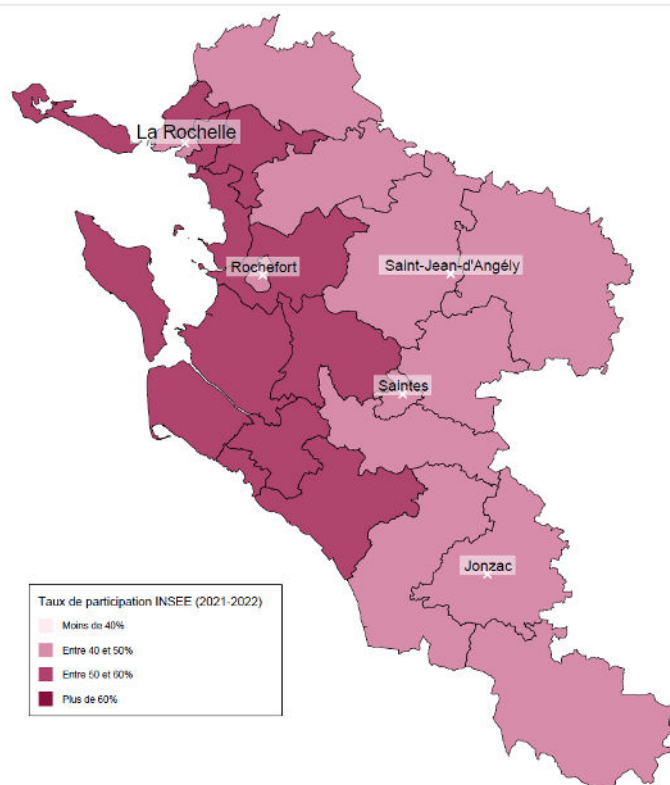 La Rochelle
Rochefort
Saint-Jean-d'Angély
Saintes
Jonzac
Taux de participation INSEE (2021-2022)
Moins de 40%
Entre 40 et 50%
Entre 50 et 60%
Plus de 60%